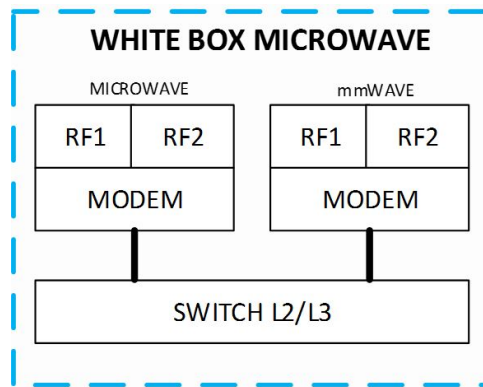 WHITE BOX MICROWAVE
MICROWAVE
mmWAVE
RF1
RF2
RF1
RF2
MODEM
MODEM
SWITCH L2/L3